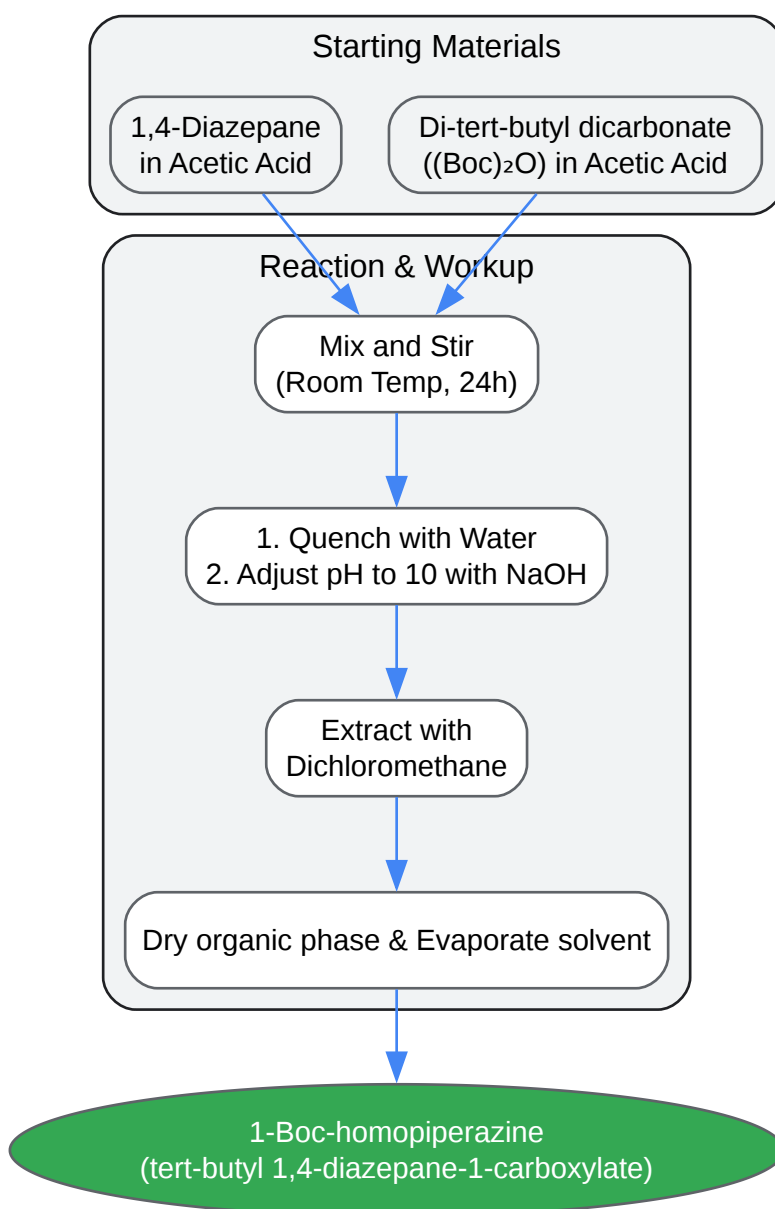 Starting Materials
1,4-Diazepane
in Acetic Acid
Di-tert-butyl dicarbonate
((Boc)₂O) in Acetic Acid
Reaction & Workup
Mix and Stir
(Room Temp, 24h)
1. Quench with Water
2. Adjust pH to 10 with NaOH
Extract with
Dichloromethane
Dry organic phase & Evaporate solvent
1-Boc-homopiperazine
(tert-butyl 1,4-diazepane-1-carboxylate)